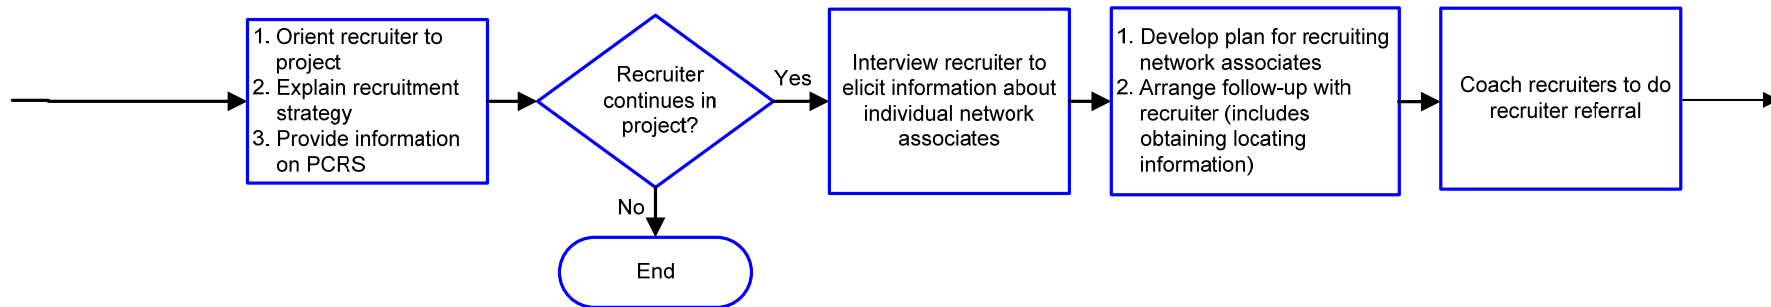 1. Orient recruiter to
project
2. Explain recruitment
strategy
3. Provide information
on PCRS
Recruiter
continues in
project?
Yes
No
End
Interview recruiter to
elicit information about
individual network
associates
1. Develop plan for recruiting
network associates
2. Arrange follow-up with
recruiter (includes
obtaining locating
information)
Coach recruiters to do
recruiter referral